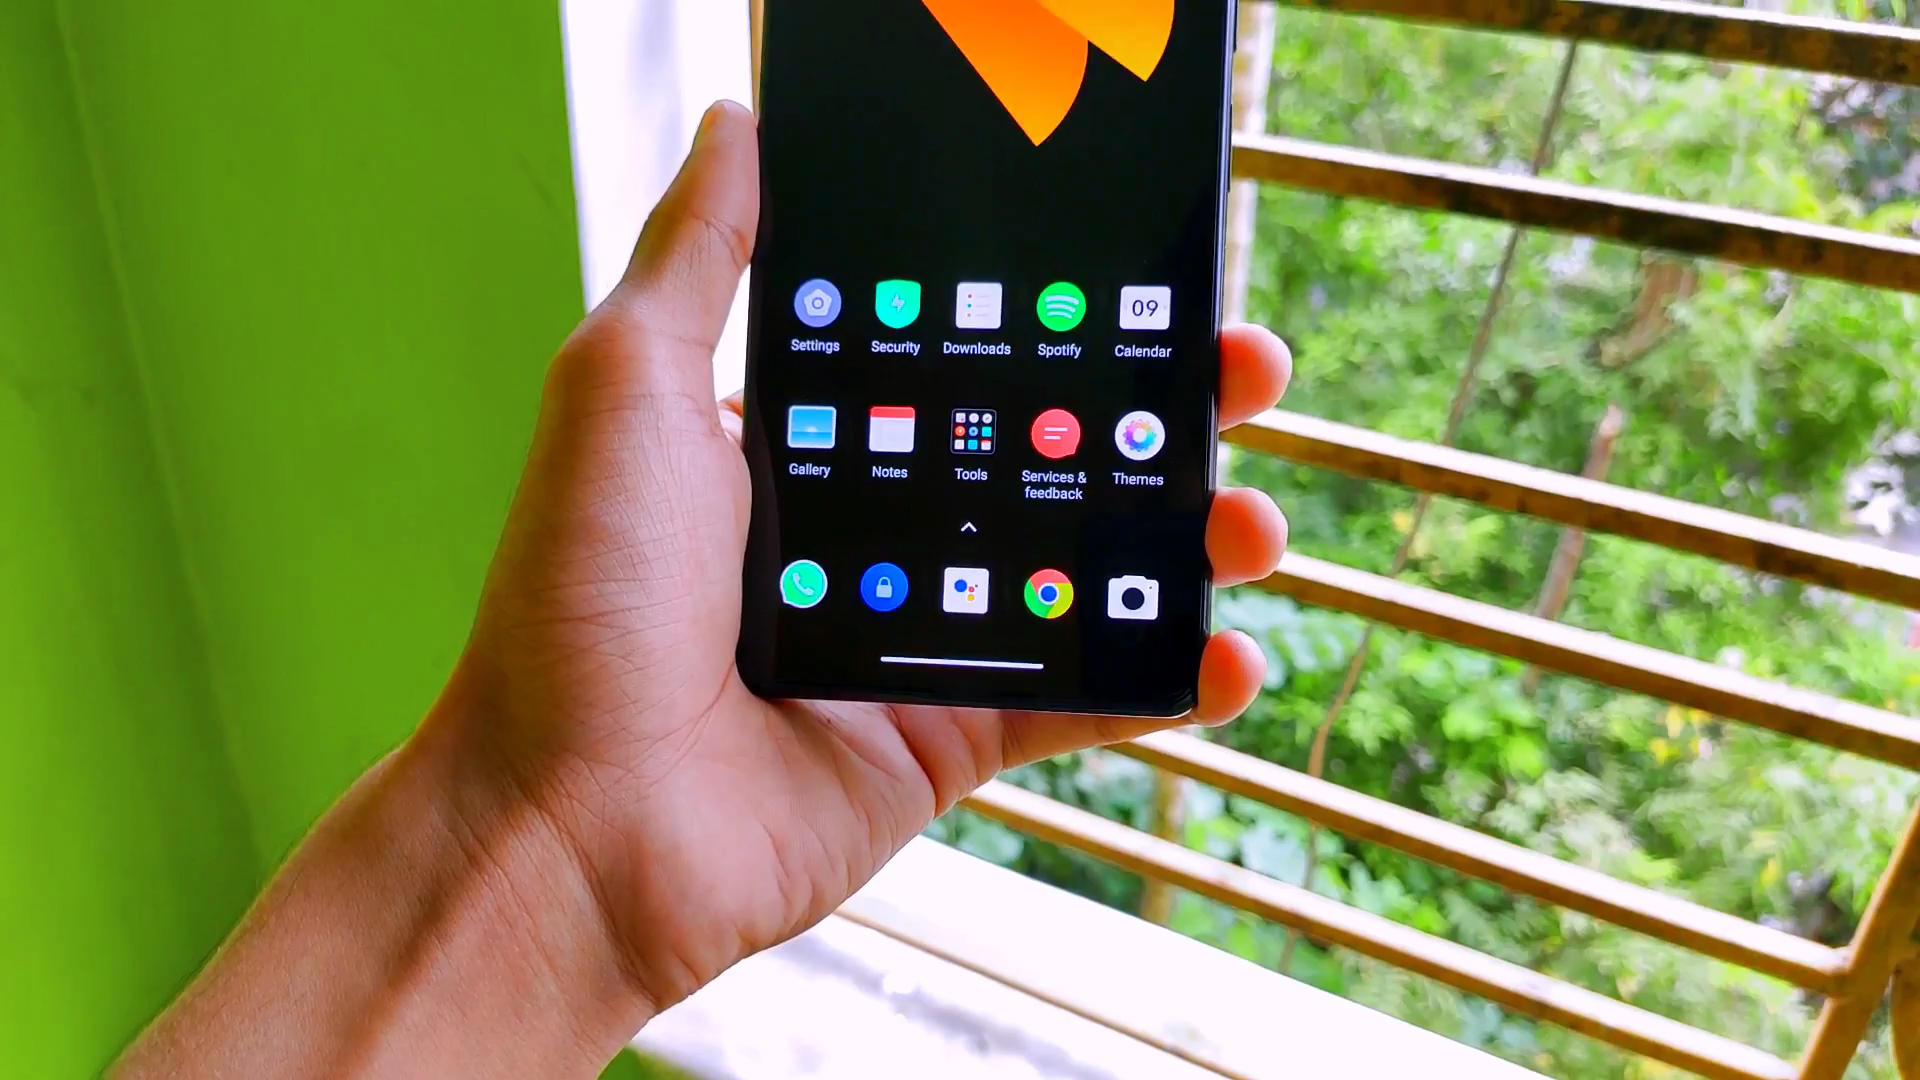 09
Settings
Security
Downloads
Spotify
Calendar
Gallery
Notes
Tools
Services &
feedback
Themes